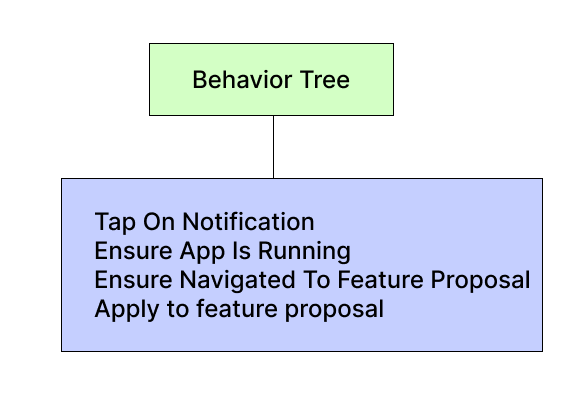 Behavior Tree
Tap On Notification
Ensure App Is Running
Ensure Navigated To Feature Proposal
Apply to feature proposal